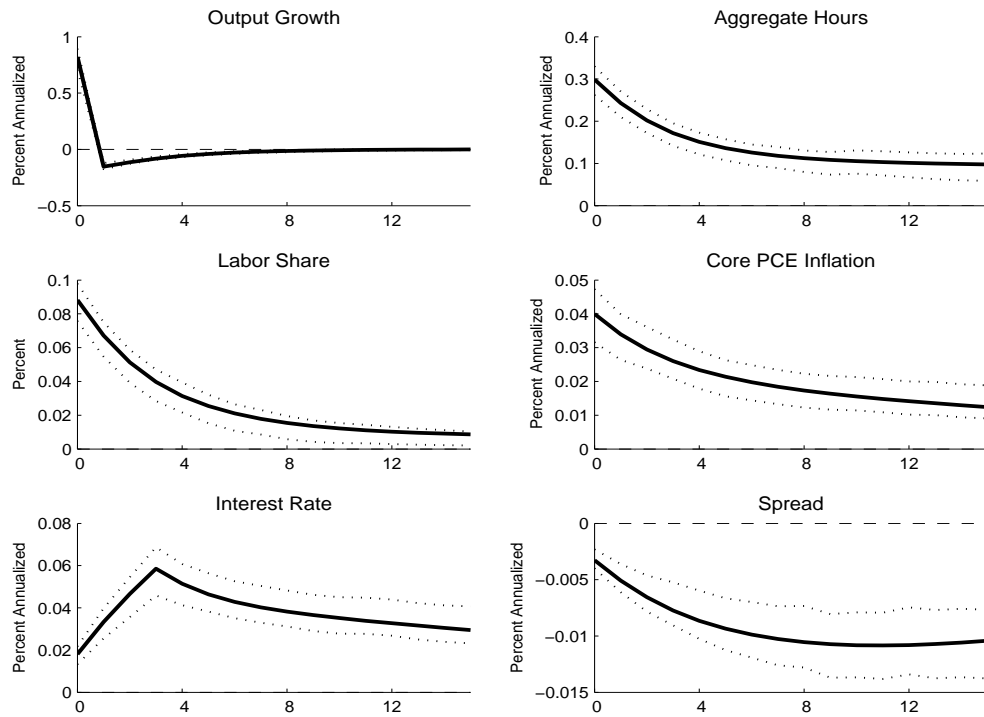 Output Growth
Percent Annualized
1
0.5
0
−0.5
0 4 8 12
Aggregate Hours
Percent Annualized
0.4
0.3
0.2
0.1
0
0 4 8 12
Labor Share
Percent
0.1
0.08
0.06
0.04
0.02
0
0 4 8 12
Core PCE Inflation
Percent Annualized
0.05
0.04
0.03
0.02
0.01
0
0 4 8 12
Interest Rate
Percent Annualized
0.08
0.06
0.04
0.02
0
0 4 8 12
Spread
Percent Annualized
0
−0.005
−0.01
−0.015
0 4 8 12